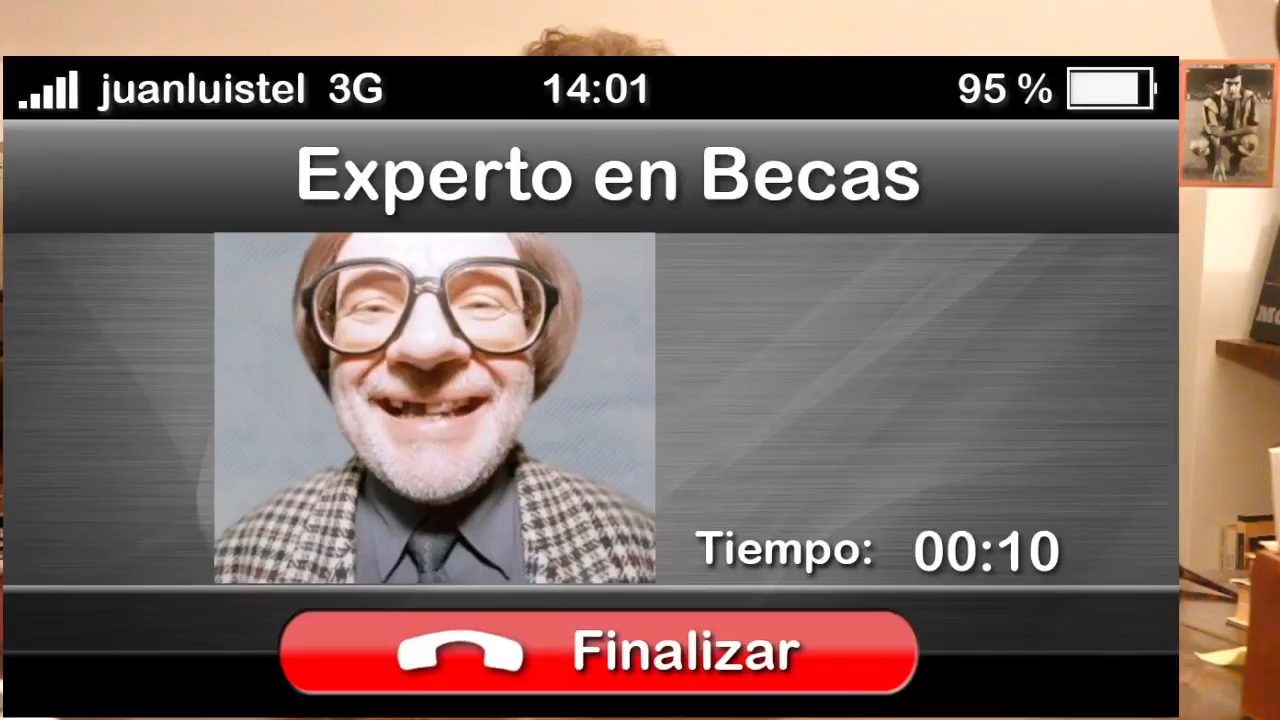 juanluistel 3G 14:01 95 %
Experto en Becas
Tiempo: 00:10
Finalizar